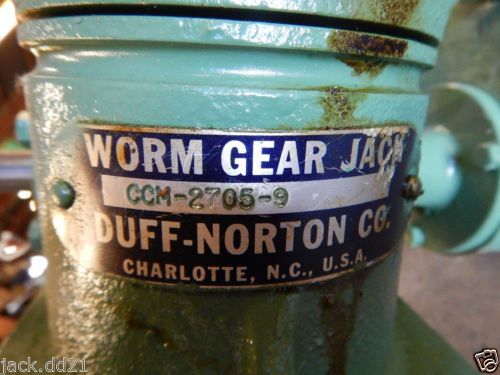 WORM GEAR JACK
CCM-2705-9
DUFF-NORTON CO.
CHARLOTTE, N.C., U.S.A.
jack.dd21